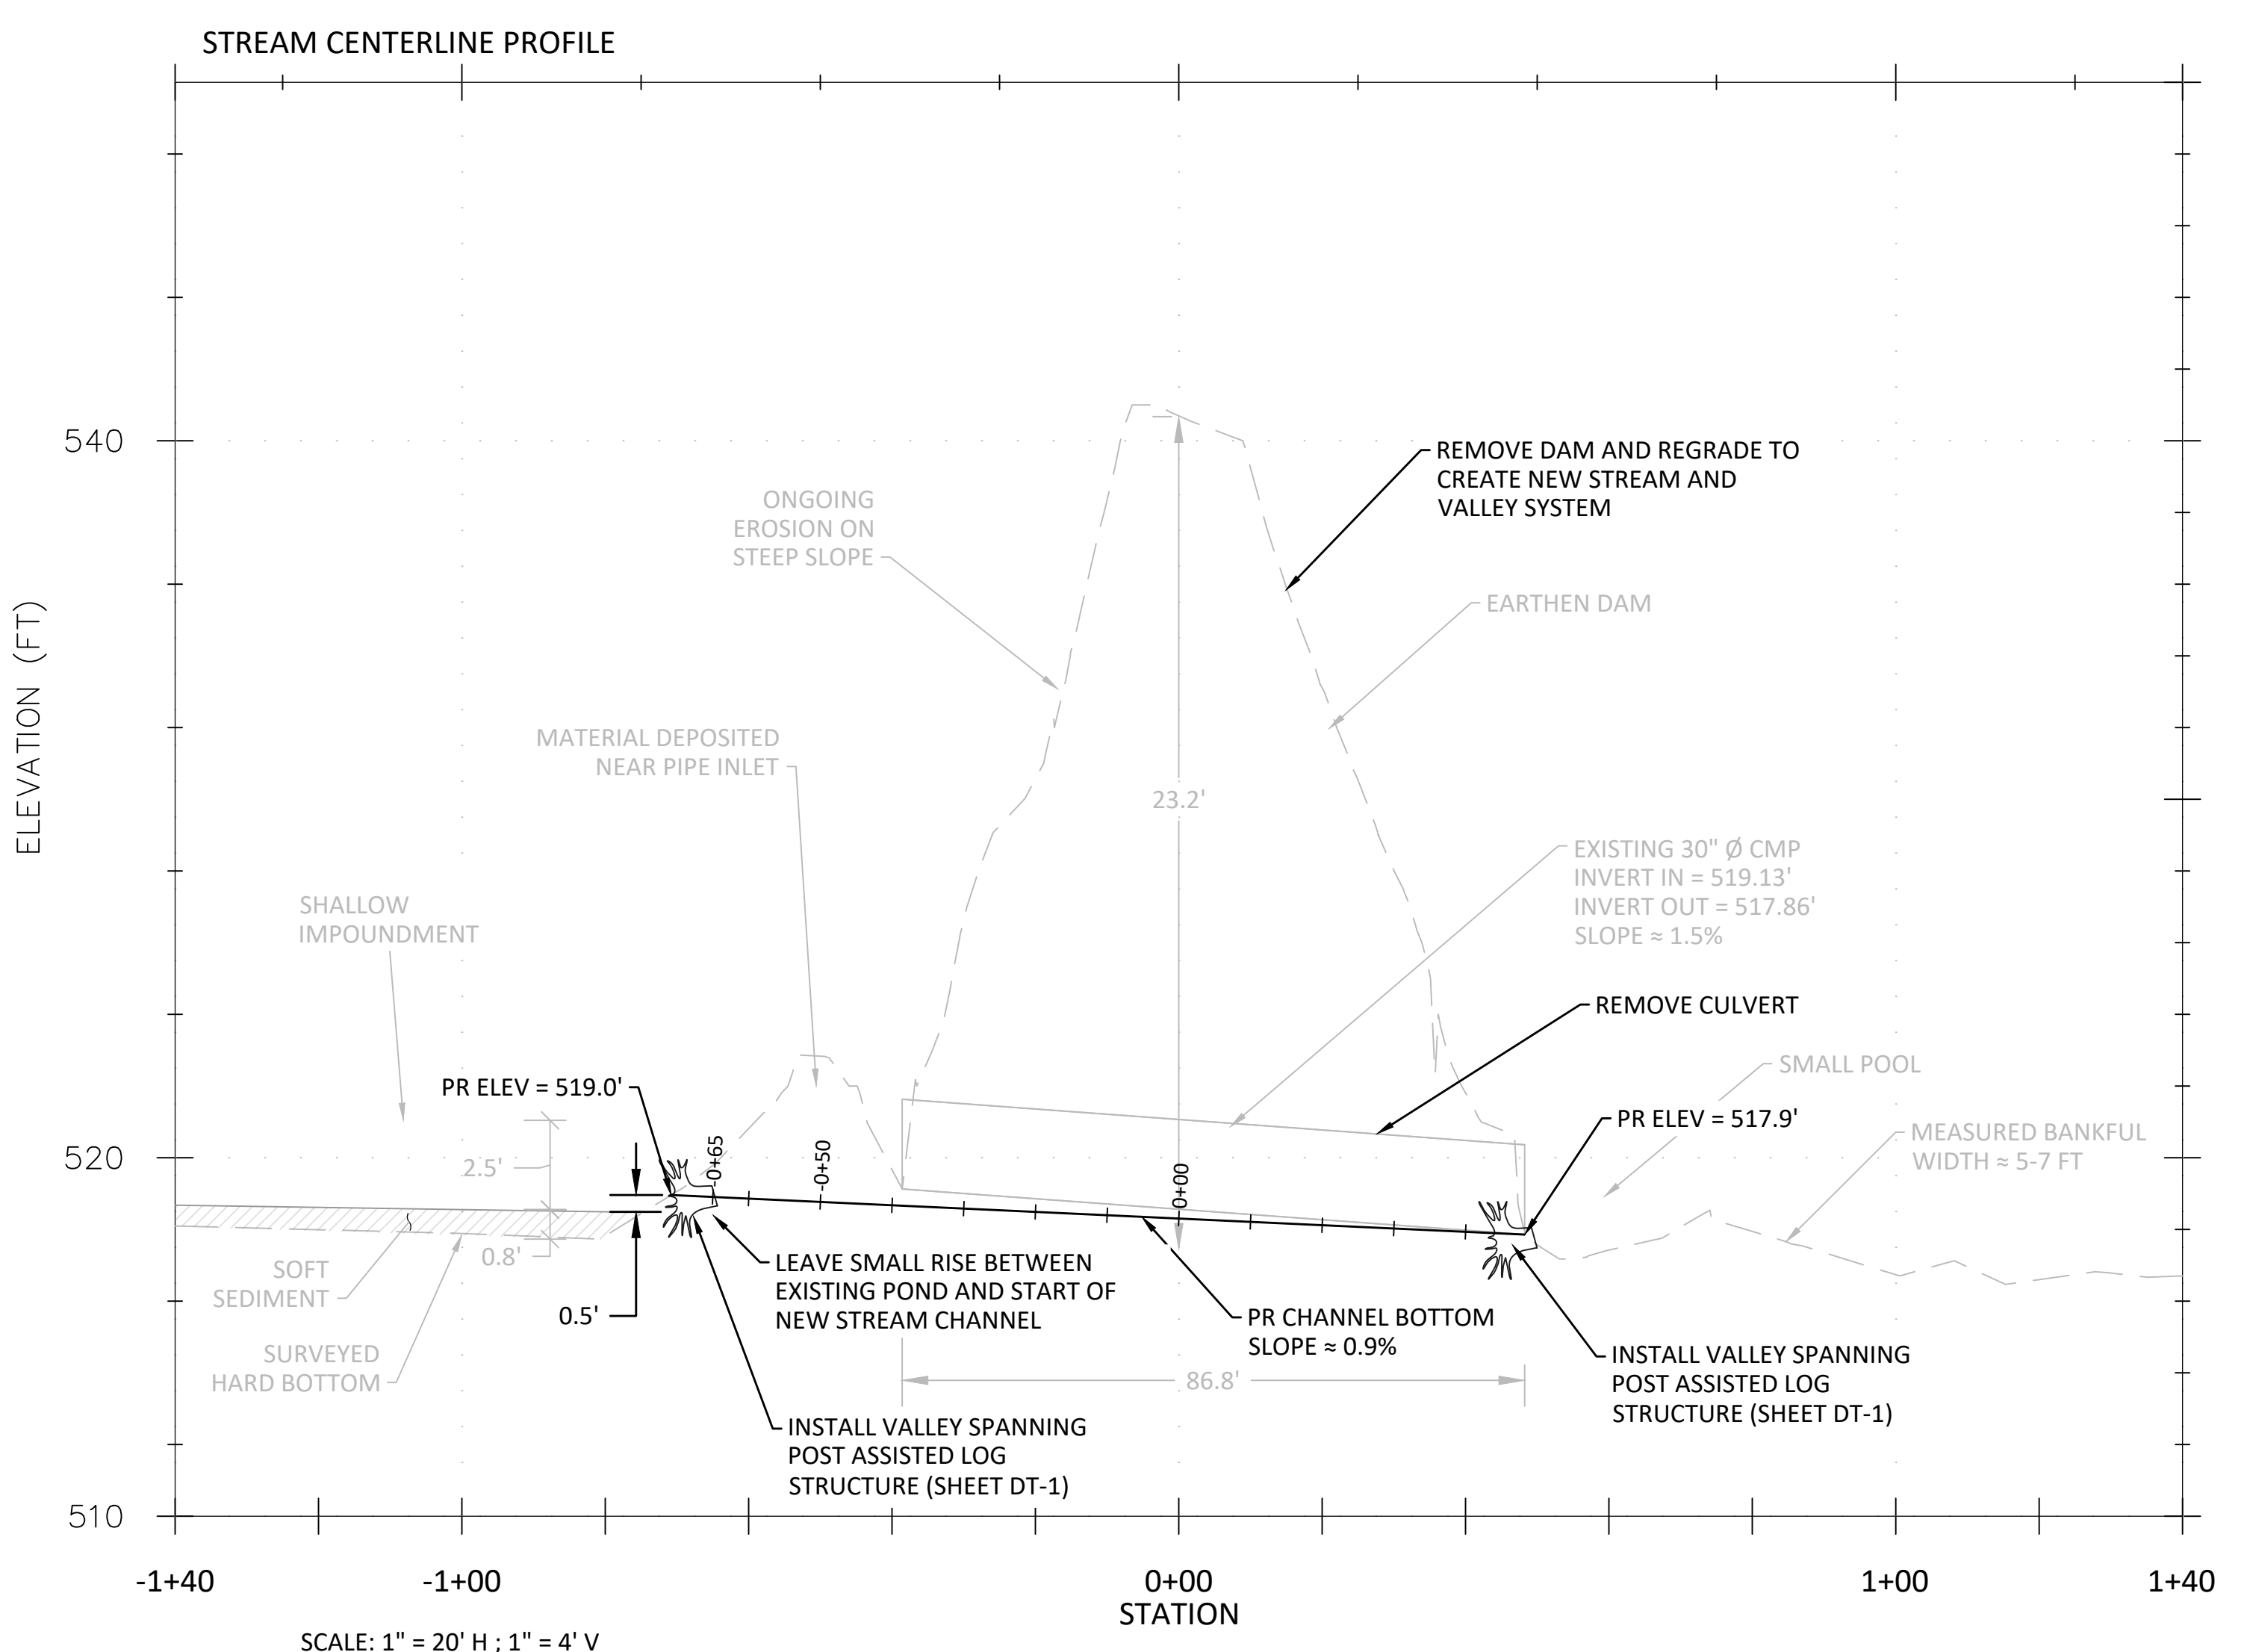 STREAM CENTERLINE PROFILE
540
REMOVE DAM AND REGRADE TO
CREATE NEW STREAM AND
VALLEY SYSTEM
ONGOING
EROSION ON
STEEP SLOPE
EARTHEN DAM
ELEVATION (FT)
MATERIAL DEPOSITED
NEAR PIPE INLET
23.2'
EXISTING 30" Ø CMP
INVERT IN = 519.13'
INVERT OUT = 517.86'
SLOPE ≈ 1.5%
SHALLOW
IMPOUNDMENT
REMOVE CULVERT
SMALL POOL
PR ELEV = 519.0'
PR ELEV = 517.9'
MEASURED BANKFUL
WIDTH ≈ 5-7 FT
520
2.5'
-0+65
-0+50
0+00
0.8'
SOFT
SEDIMENT
0.5'
LEAVE SMALL RISE BETWEEN
EXISTING POND AND START OF
NEW STREAM CHANNEL
PR CHANNEL BOTTOM
SLOPE ≈ 0.9%
SURVEYED
HARD BOTTOM
86.8'
INSTALL VALLEY SPANNING
POST ASSISTED LOG
STRUCTURE (SHEET DT-1)
INSTALL VALLEY SPANNING
POST ASSISTED LOG
STRUCTURE (SHEET DT-1)
510
-1+40
-1+00
0+00
1+00
1+40
STATION
SCALE: 1" = 20' H ; 1" = 4' V